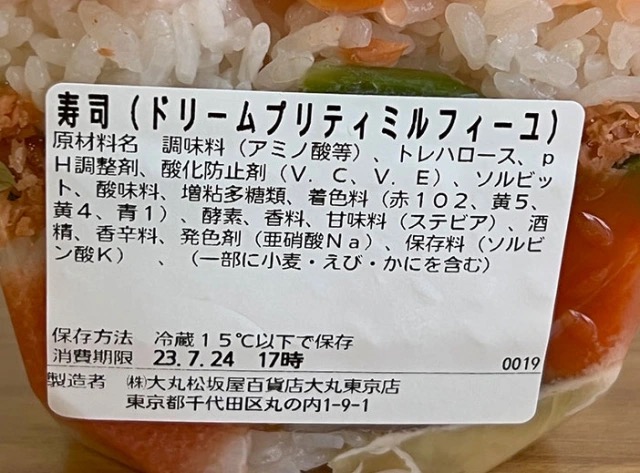 寿司（ドリームプリティミルフィーユ）
原材料名　調味料（アミノ酸等）、トレハロース、ｐ
Ｈ調整剤、酸化防止剤（Ｖ．Ｃ、Ｖ．Ｅ）、ソルビッ
ト、酸味料、増粘多糖類、着色料（赤１０２、黄５、
黄４、青１）、酵素、香料、甘味料（ステビア）、酒
精、香辛料、発色剤（亜硝酸Ｎａ）、保存料（ソルビ
ン酸Ｋ）　、　（一部に小麦・えび・かにを含む）
保存方法　冷蔵１５℃以下で保存
消費期限　23.7.24　17時　0019
製造者　㈱大丸松坂屋百貨店大丸東京店
東京都千代田区丸の内1-9-1